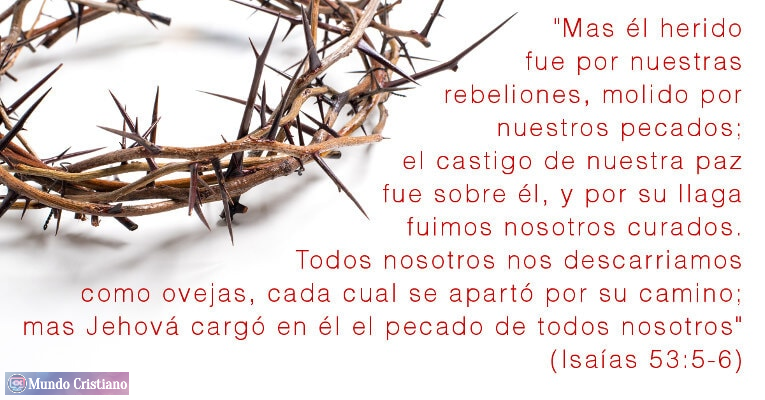 "Mas él herido
fue por nuestras
rebeliones, molido por
nuestros pecados;
el castigo de nuestra paz
fue sobre él, y por su llaga
fuimos nosotros curados.
Todos nosotros nos descarriamos
como ovejas, cada cual se apartó por su camino;
mas Jehová cargó en él el pecado de todos nosotros"
(Isaías 53:5-6)
Mundo Cristiano